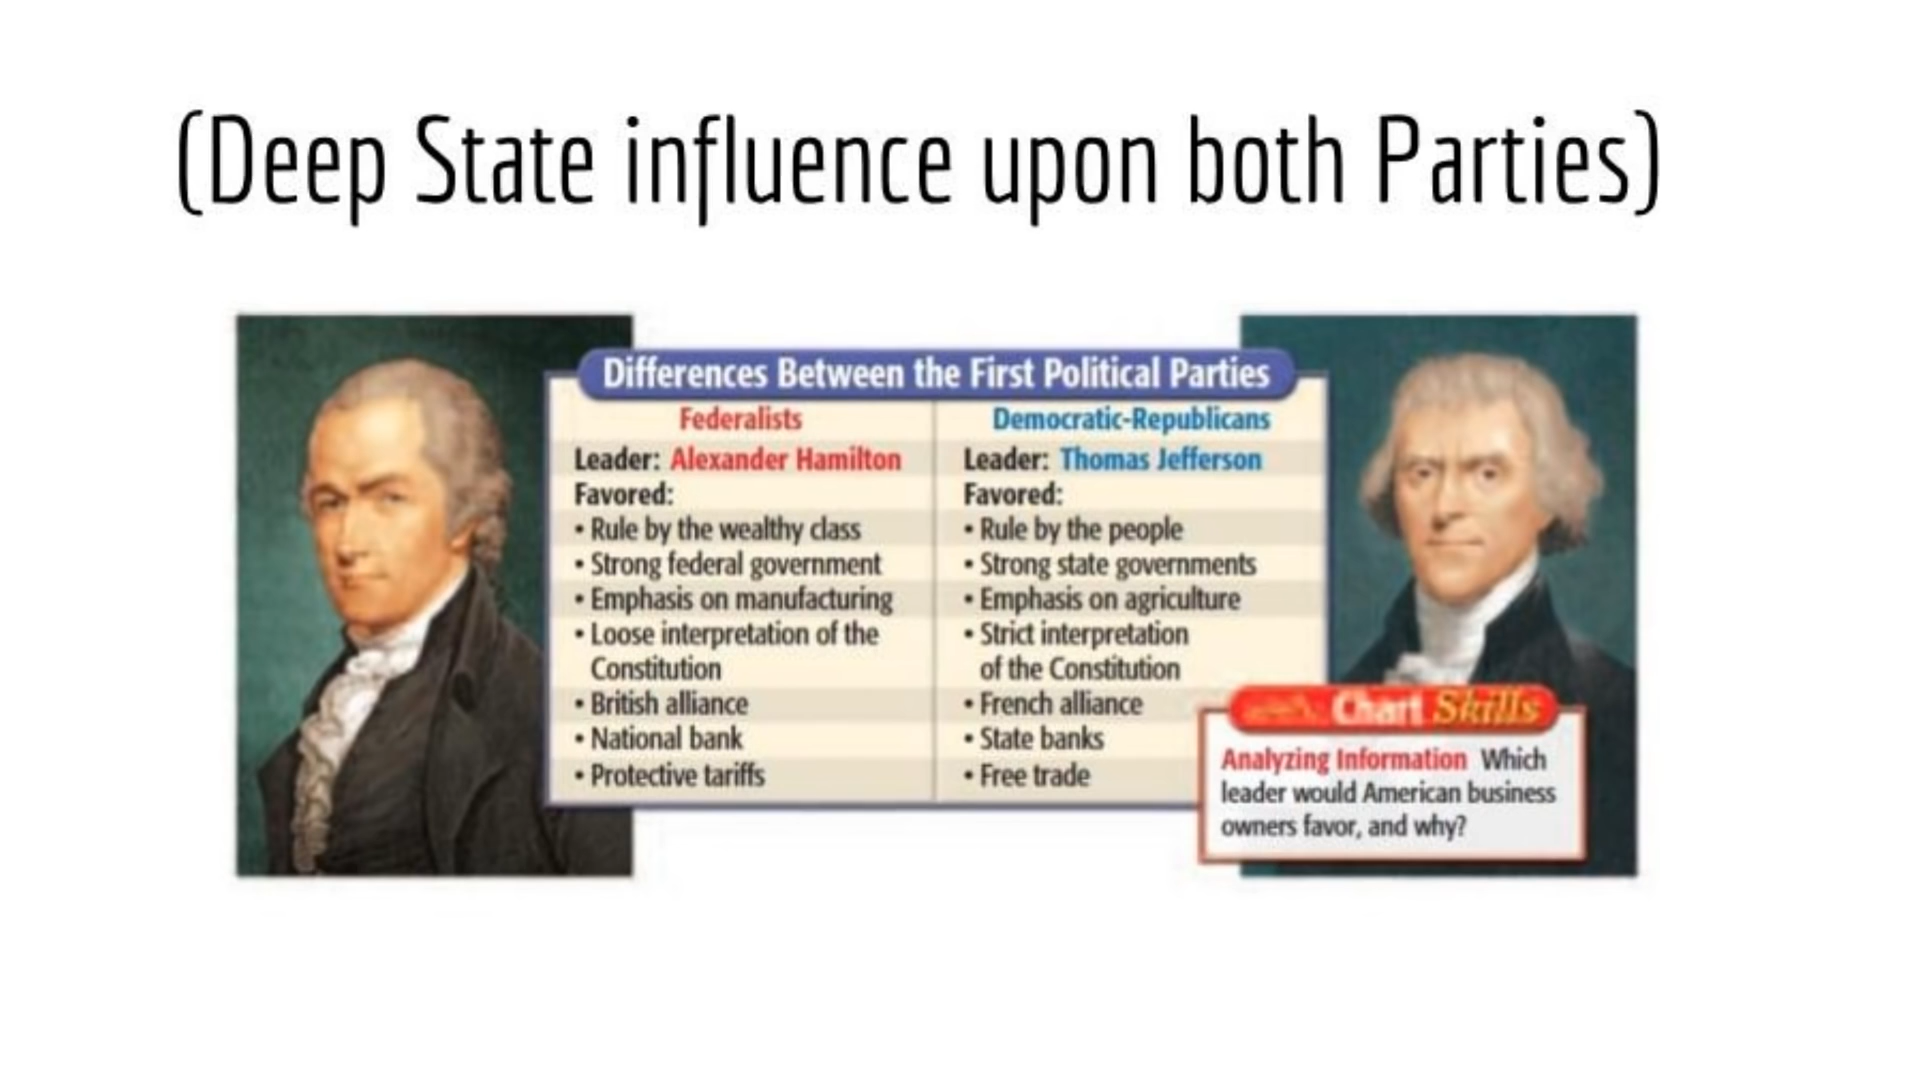 (Deep State influence upon both Parties)
Differences Between the First Political Parties
Federalists
Leader: Alexander Hamilton
Favored:
• Rule by the wealthy class
• Strong federal government
• Emphasis on manufacturing
• Loose interpretation of the
Constitution
• British alliance
• National bank
• Protective tariffs
Democratic-Republicans
Leader: Thomas Jefferson
Favored:
• Rule by the people
• Strong state governments
• Emphasis on agriculture
• Strict interpretation
of the Constitution
• French alliance
• State banks
• Free trade
Chart Skills
Analyzing Information Which
leader would American business
owners favor, and why?